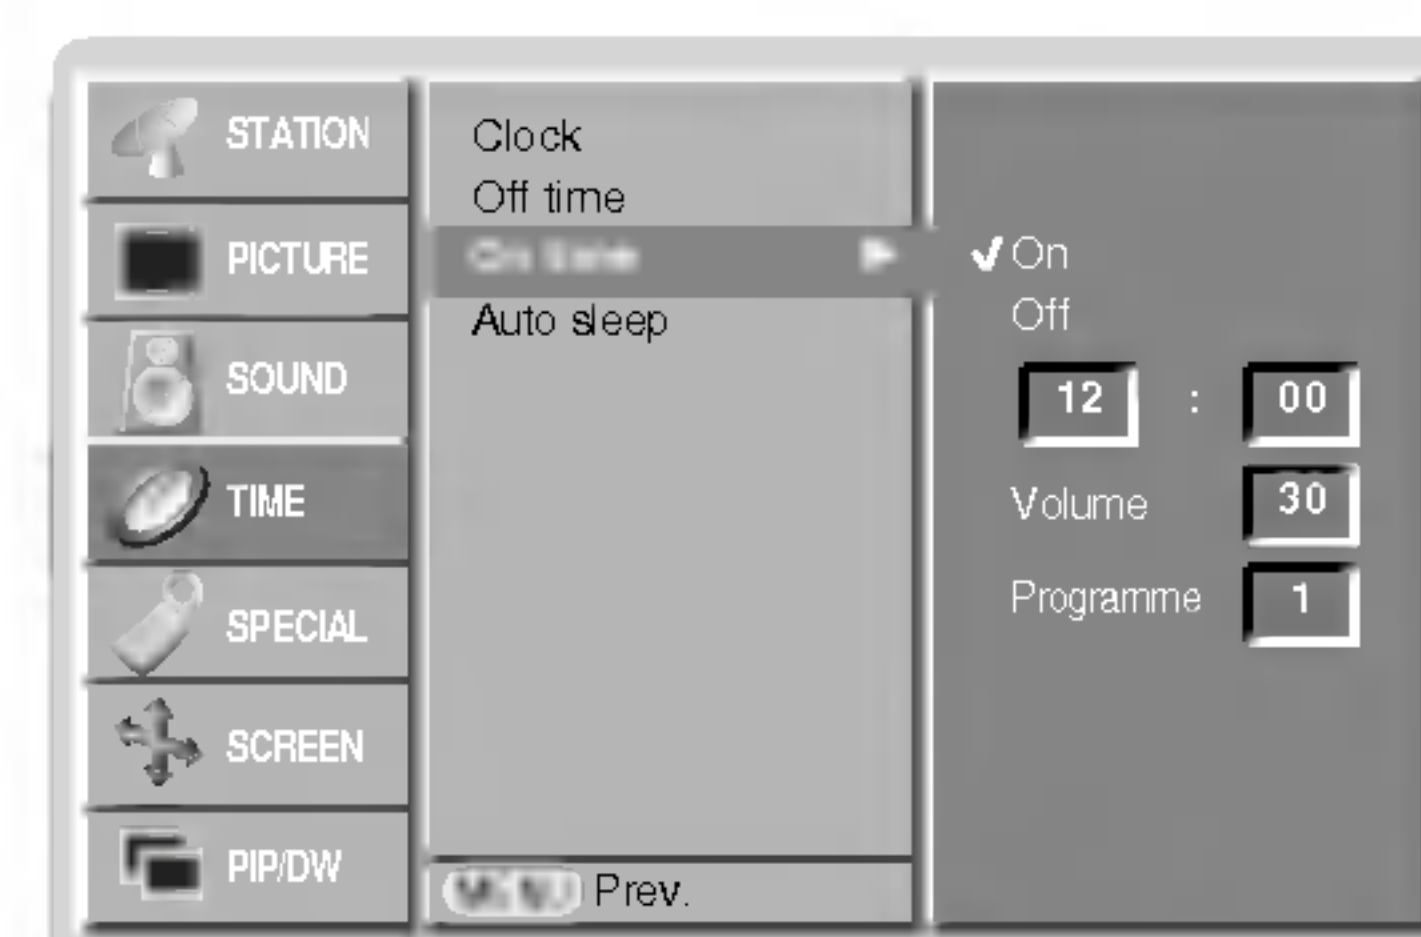 STATION
PICTURE
SOUND
TIME
SPECIAL
SCREEN
PIP/DW
Clock
Off time
Auto sleep
Prev.
On
Off
12 : 00
Volume 30
Programme 1